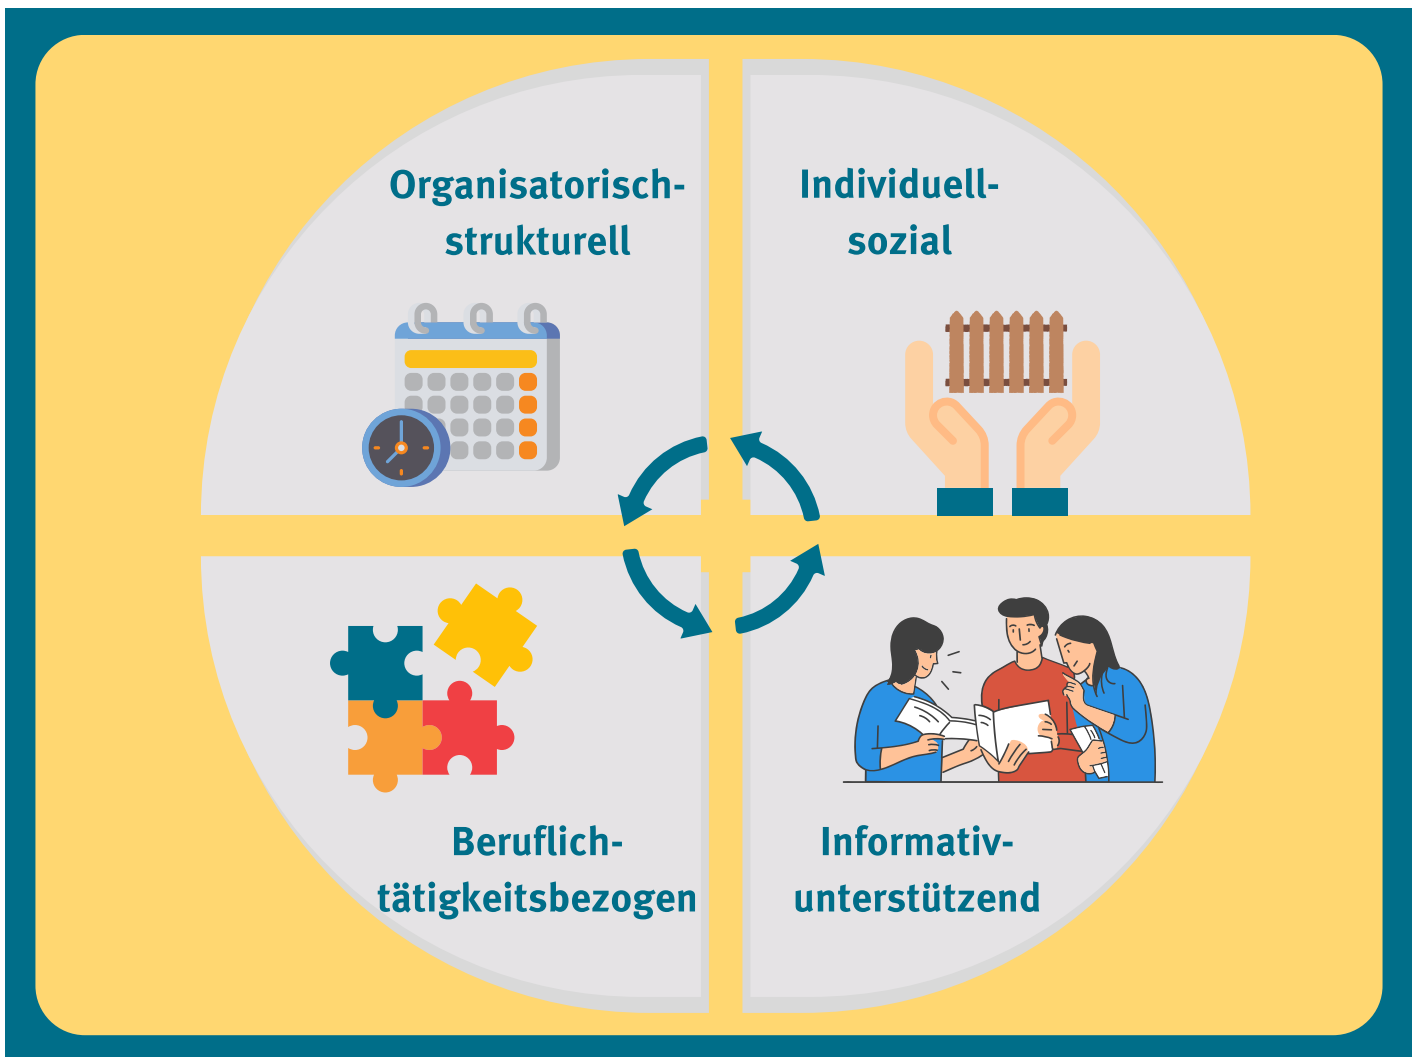 Organisatorisch-
strukturell
Individuell-
sozial
Beruflich-
tätigkeitsbezogen
Informativ-
unterstützend